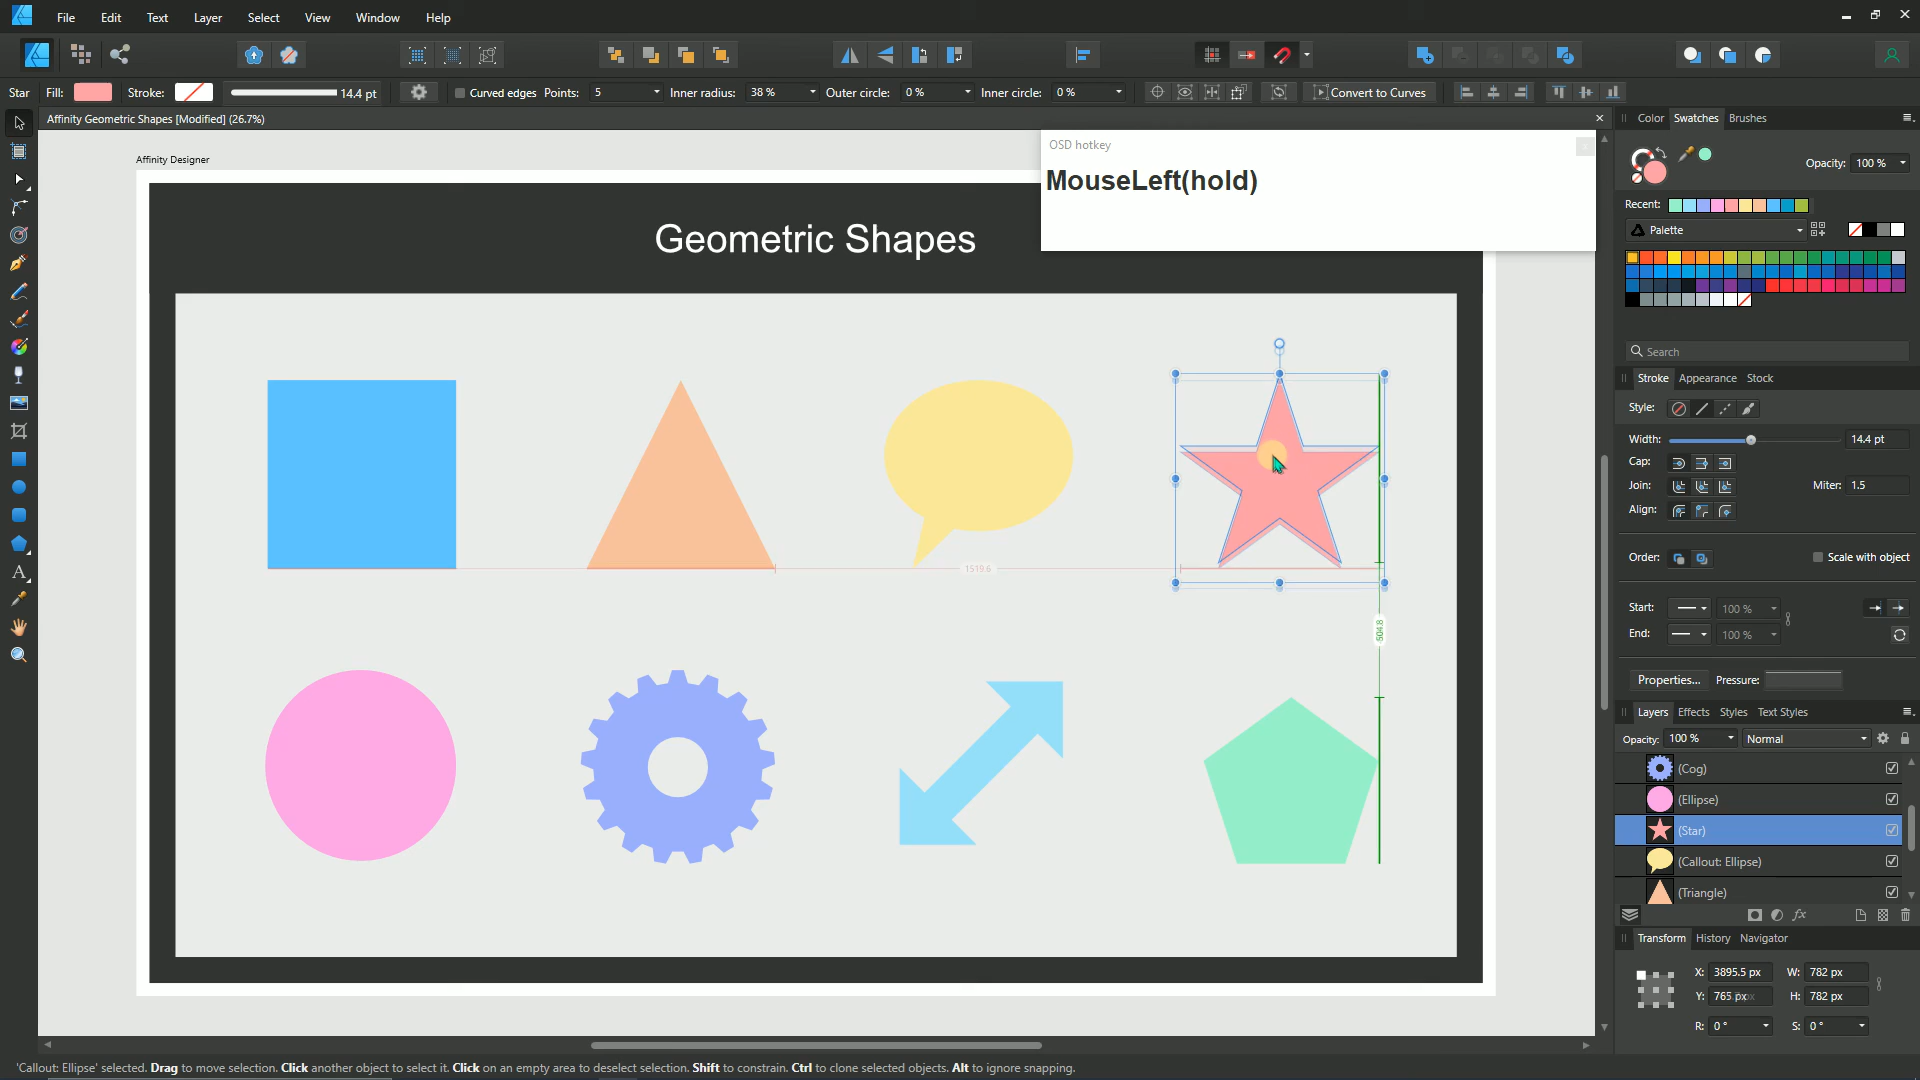 File Edit Text Layer Select View Window Help
Star Fill: Stroke: 14.4 pt Curved edges Points: 5 Inner radius: 38 % Outer circle: 0 % Inner circle: 0 % Convert to Curves
Affinity Geometric Shapes [Modified] (26.7%)
Affinity Designer
OSD hotkey
MouseLeft(hold)
Geometric Shapes
1519.6
504.8
Color Swatches Brushes
Opacity: 100 %
Recent:
Palette
Search
Stroke Appearance Stock
Style:
Width: 14.4 pt
Cap:
Join: Miter: 1.5
Align:
Order: Scale with object
Start: 100 %
End: 100 %
Properties... Pressure:
Layers Effects Styles Text Styles
Opacity: 100 % Normal
(Cog)
(Ellipse)
(Star)
(Callout: Ellipse)
(Triangle)
fx
Transform History Navigator
X: 3895.5 px W: 782 px
Y: 765 px H: 782 px
R: 0 ° S: 0 °
'Callout: Ellipse' selected. Drag to move selection. Click another object to select it. Click on an empty area to deselect selection. Shift to constrain. Ctrl to clone selected objects. Alt to ignore snapping.